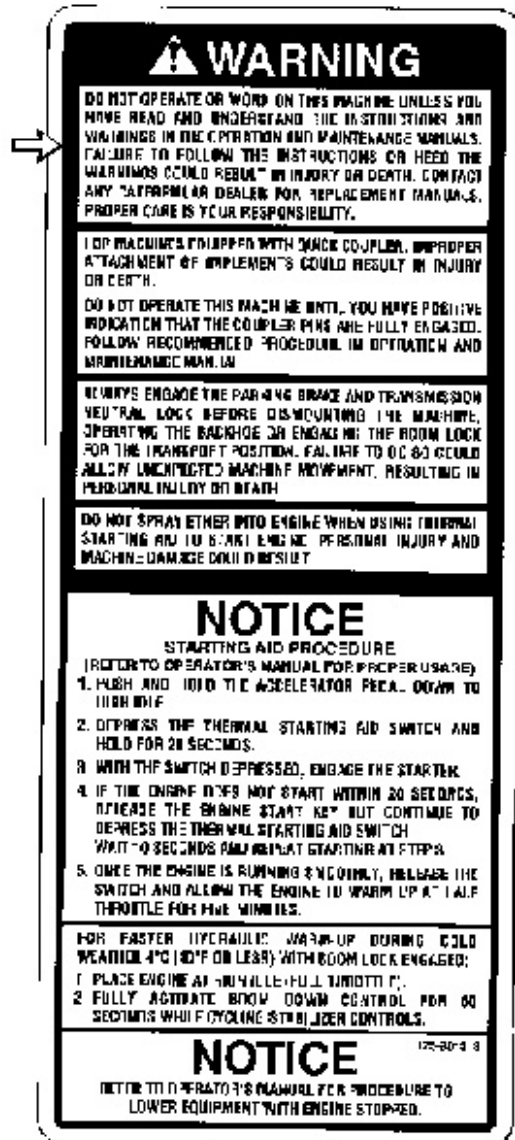 WARNING
DO NOT OPERATE OR WORK ON THIS MACHINE UNLESS YOU
HAVE READ AND UNDERSTAND THE INSTRUCTIONS AND
WARNINGS IN THE OPERATION AND MAINTENANCE MANUALS.
FAILURE TO FOLLOW THE INSTRUCTIONS OR HEED THE
WARNINGS COULD RESULT IN INJURY OR DEATH. CONTACT
ANY CATERPILLAR DEALER FOR REPLACEMENT MANUALS.
PROPER CARE IS YOUR RESPONSIBILITY.
FOR MACHINES EQUIPPED WITH QUICK COUPLER, IMPROPER
ATTACHMENT OF IMPLEMENTS COULD RESULT IN INJURY
OR DEATH.
DO NOT OPERATE THIS MACHINE UNTIL YOU HAVE POSITIVE
INDICATION THAT THE COUPLER PINS ARE FULLY ENGAGED.
FOLLOW RECOMMENDED PROCEDURE IN OPERATION AND
MAINTENANCE MANUAL
ALWAYS ENGAGE THE PARKING BRAKE AND TRANSMISSION
NEUTRAL LOCK BEFORE DISMOUNTING THE MACHINE,
OPERATING THE BACKHOE OR ENGAGING THE BOOM LOCK
FOR THE TRANSPORT POSITION. FAILURE TO DO SO COULD
ALLOW UNEXPECTED MACHINE MOVEMENT, RESULTING IN
PERSONAL INJURY OR DEATH
DO NOT SPRAY ETHER INTO ENGINE WHEN USING THERMAL
STARTING AID TO START ENGINE. PERSONAL INJURY AND
MACHINE DAMAGE COULD RESULT
NOTICE
STARTING AID PROCEDURE
(REFER TO OPERATOR'S MANUAL FOR PROPER USAGE)
1. PUSH AND HOLD THE ACCELERATOR PEDAL DOWN TO
HIGH IDLE
2. DEPRESS THE THERMAL STARTING AID SWITCH AND
HOLD FOR 20 SECONDS.
3. WITH THE SWITCH DEPRESSED, ENGAGE THE STARTER.
4. IF THE ENGINE DOES NOT START WITHIN 20 SECONDS,
RELEASE THE ENGINE START KEY BUT CONTINUE TO
DEPRESS THE THERMAL STARTING AID SWITCH
WAIT 10 SECONDS AND REPEAT STARTING AID STEPS
5. ONCE THE ENGINE IS RUNNING SMOOTHLY, RELEASE THE
SWITCH AND ALLOW THE ENGINE TO WARM UP AT HALF
THROTTLE FOR FIVE MINUTES.
FOR FASTER HYDRAULIC WARM-UP DURING COLD
WEATHER OR LESS) WITH BOOM LOCK ENGAGED:
1. PLACE ENGINE AT HIGH IDLE (FULL THROTTLE).
2. FULLY ACTIVATE BOOM DOWN CONTROL FOR 60
SECONDS WHILE CYCLING STABILIZER CONTROLS.
NOTICE
REFER TO OPERATOR'S MANUAL FOR PROCEDURE TO
LOWER EQUIPMENT WITH ENGINE STOPPED.